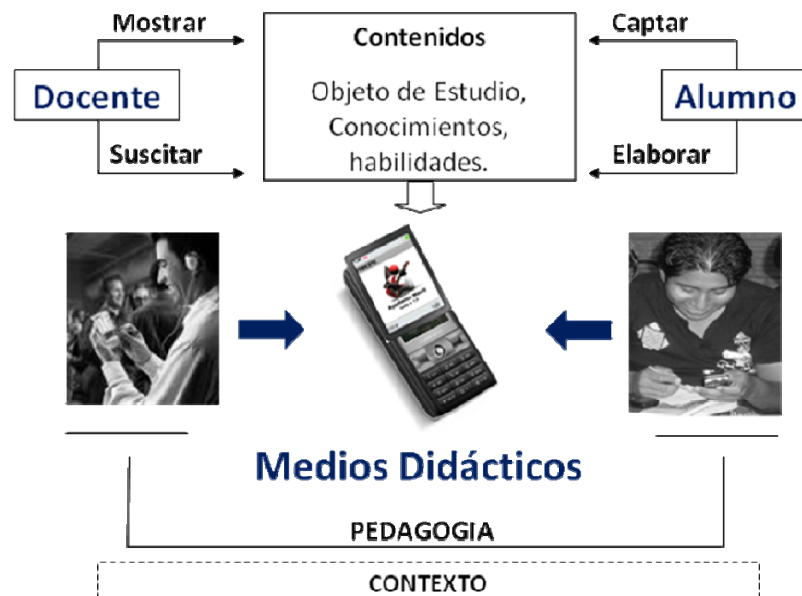 Mostrar
Contenidos
Captar
Docente
Objeto de Estudio,
Conocimientos,
habilidades.
Alumno
Suscitar
Elaborar
Medios Didácticos
PEDAGOGIA
CONTEXTO